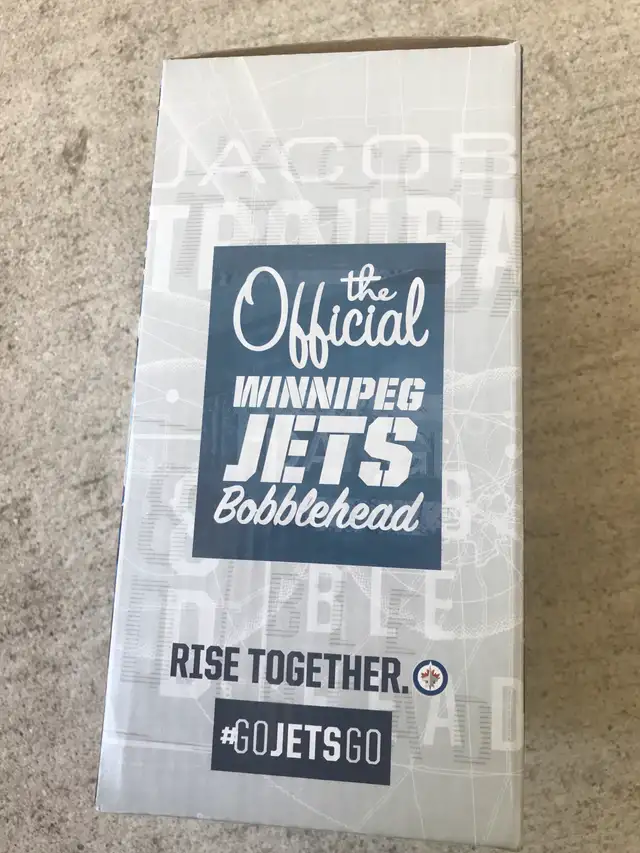 JACOB
TROUBA
the
Official
WINNIPEG
JETS
Bobblehead
RISE TOGETHER.
#GOJETSGO